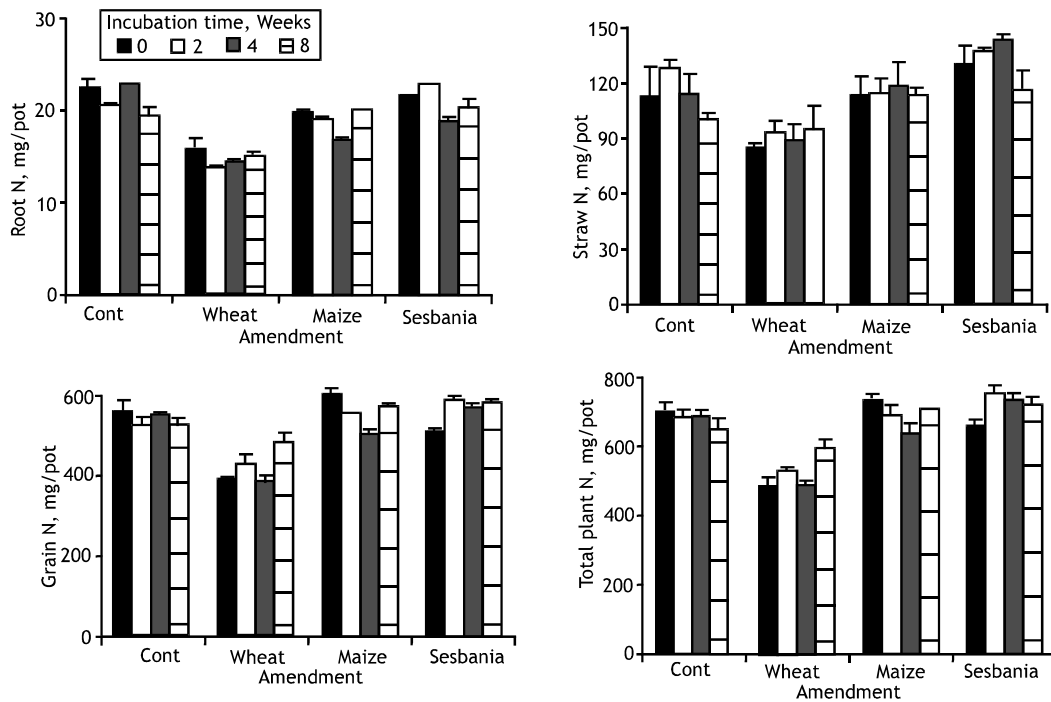 Incubation time, Weeks
0 2 4 8
Root N, mg/pot
30
20
10
0
Cont Wheat Maize Sesbania
Amendment
Straw N, mg/pot
150
120
90
60
30
0
Cont Wheat Maize Sesbania
Amendment
Grain N, mg/pot
600
400
200
0
Cont Wheat Maize Sesbania
Amendment
Total plant N, mg/pot
800
600
400
200
0
Cont Wheat Maize Sesbania
Amendment